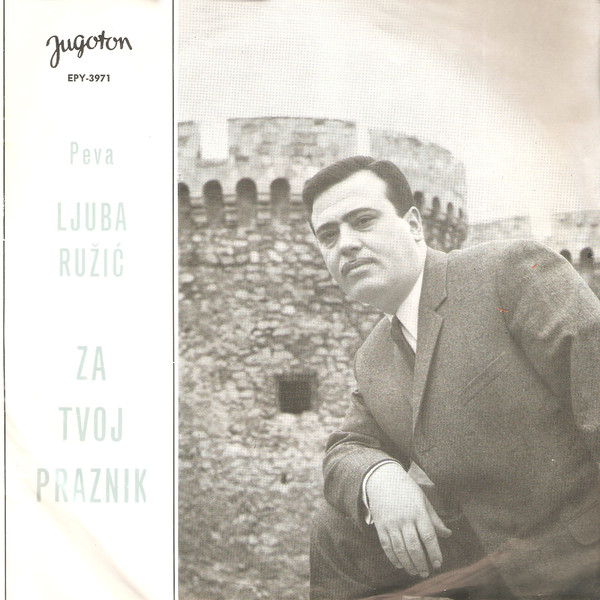 Jugoton
EPY-3971
Peva
LJUBA
RUŽIĆ
ZA
TVOJ
PRAZNIK